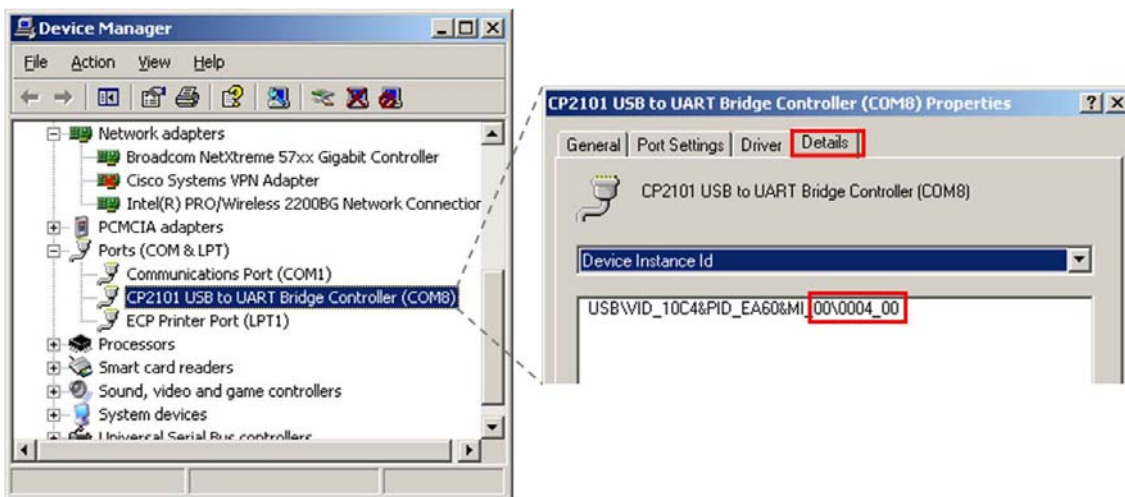 Device Manager
File Action View Help
Network adapters
Broadcom NetXtreme 57xx Gigabit Controller
Cisco Systems VPN Adapter
Intel(R) PRO/Wireless 2200BG Network Connection
PCMCIA adapters
Ports (COM & LPT)
Communications Port (COM1)
CP2101 USB to UART Bridge Controller (COM8)
ECP Printer Port (LPT1)
Processors
Smart card readers
Sound, video and game controllers
System devices
Universal Serial Bus controllers
CP2101 USB to UART Bridge Controller (COM8) Properties
General Port Settings Driver Details
CP2101 USB to UART Bridge Controller (COM8)
Device Instance Id
USB\VID_10C4&PID_EA60&MI_00\0004_00